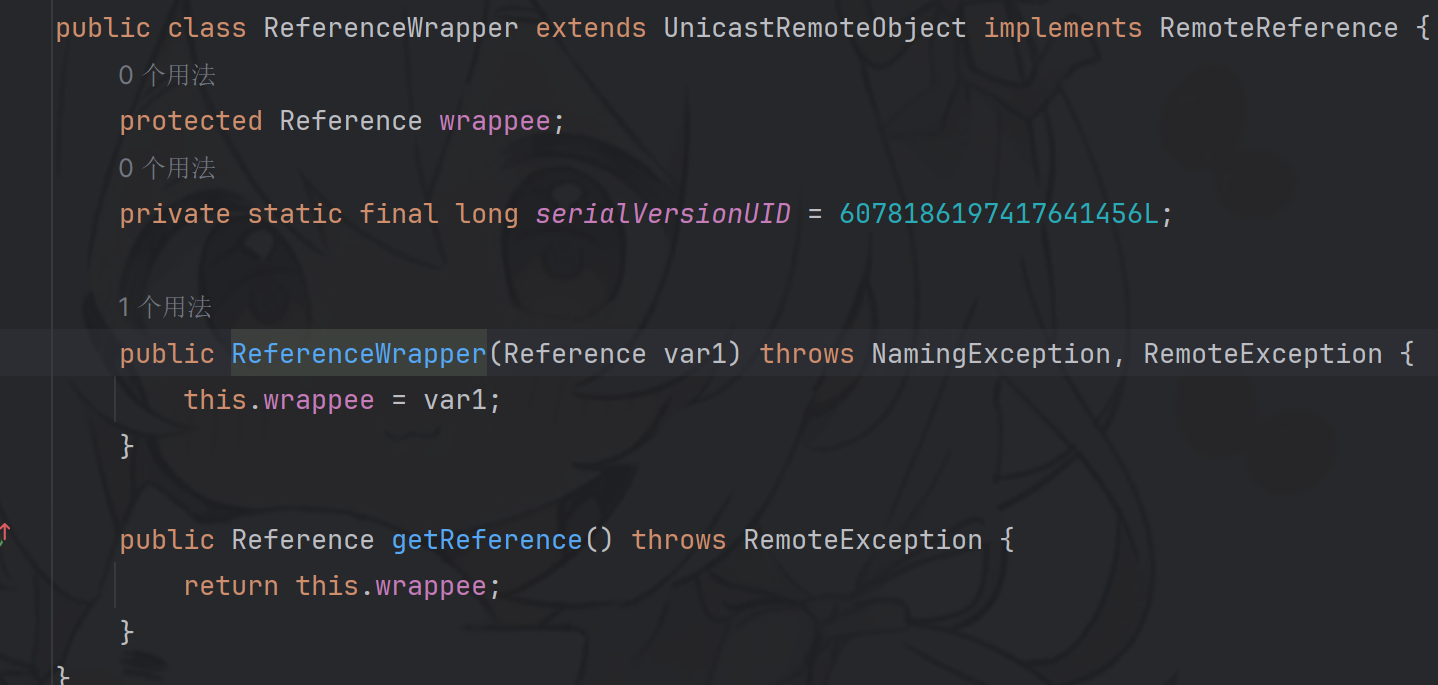 public class ReferenceWrapper extends UnicastRemoteObject implements RemoteReference {
0 个用法
protected Reference wrappee;
0 个用法
private static final long serialVersionUID = 6078186197417641456L;
1 个用法
public ReferenceWrapper(Reference var1) throws NamingException, RemoteException {
this.wrappee = var1;
}
public Reference getReference() throws RemoteException {
return this.wrappee;
}
}